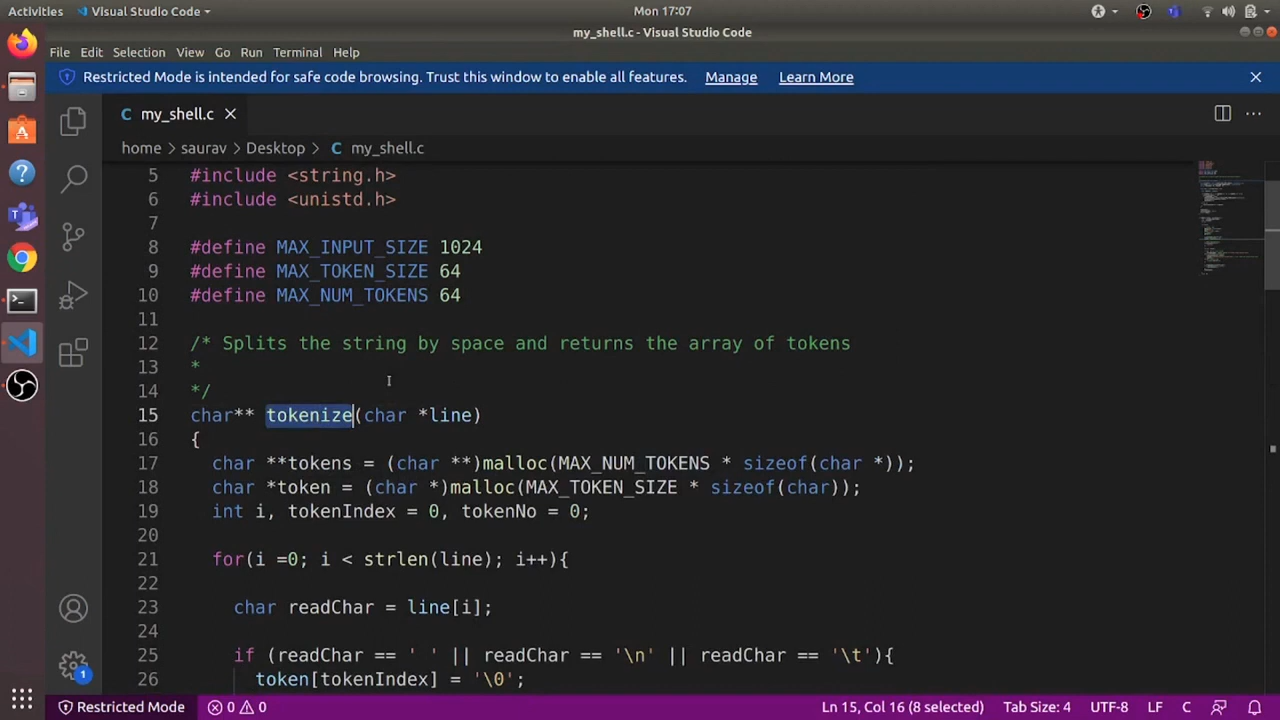 Activities Visual Studio Code Mon 17:07
my_shell.c - Visual Studio Code
File Edit Selection View Go Run Terminal Help
Restricted Mode is intended for safe code browsing. Trust this window to enable all features. Manage Learn More
C my_shell.c
home > saurav > Desktop > C my_shell.c
5 #include <string.h>
6 #include <unistd.h>
7
8 #define MAX_INPUT_SIZE 1024
9 #define MAX_TOKEN_SIZE 64
10 #define MAX_NUM_TOKENS 64
11
12 /* Splits the string by space and returns the array of tokens
13 *
14 */
15 char** tokenize(char *line)
16 {
17 char **tokens = (char **)malloc(MAX_NUM_TOKENS * sizeof(char *));
18 char *token = (char *)malloc(MAX_TOKEN_SIZE * sizeof(char));
19 int i, tokenIndex = 0, tokenNo = 0;
20
21 for(i =0; i < strlen(line); i++){
22
23 char readChar = line[i];
24
25 if (readChar == ' ' || readChar == '\n' || readChar == '\t'){
26 token[tokenIndex] = '\0';
1
Restricted Mode 0 0 Ln 15, Col 16 (8 selected) Tab Size: 4 UTF-8 LF C